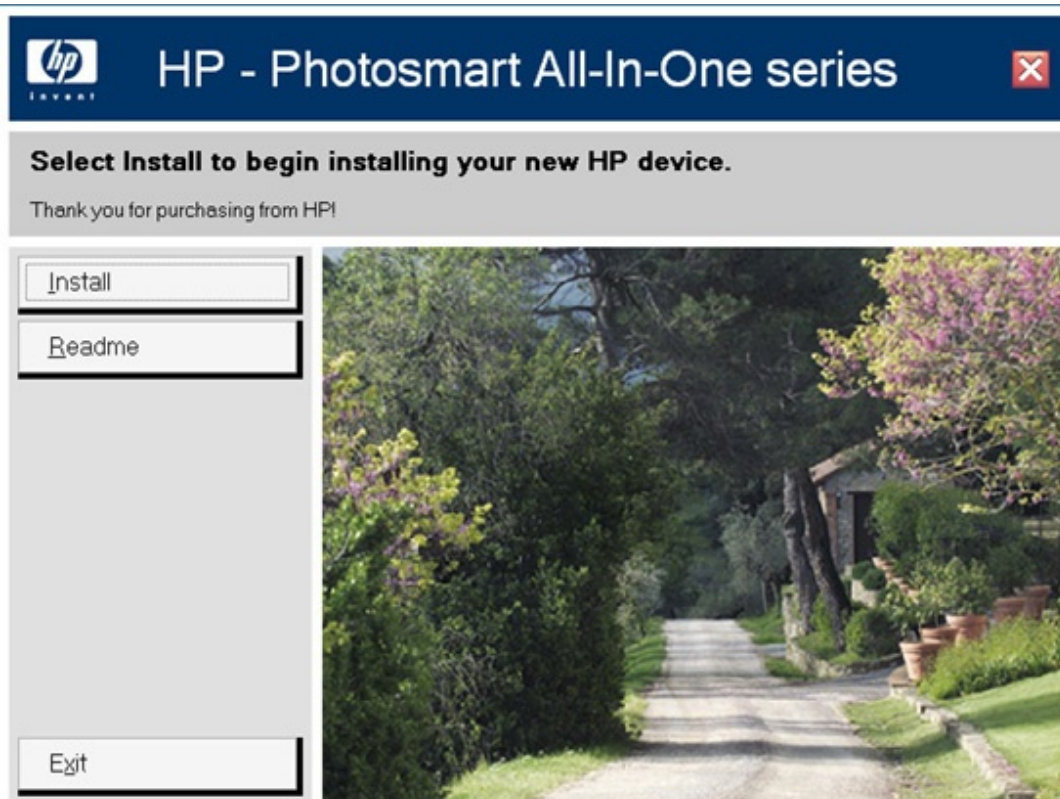 hp
invent
HP - Photosmart All-In-One series
Select Install to begin installing your new HP device.
Thank you for purchasing from HP!
Install
Readme
Exit